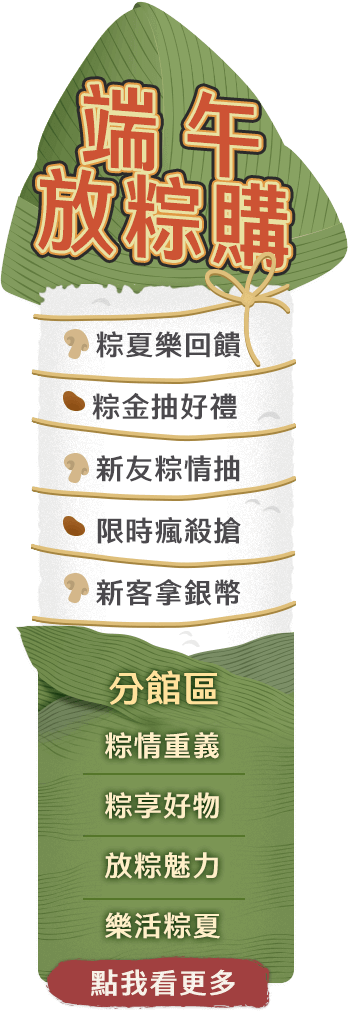 端午
放粽購
粽夏樂回饋
粽金抽好禮
新友粽情抽
限時瘋殺搶
新客拿銀幣
分館區
粽情重義
粽享好物
放粽魅力
樂活粽夏
點我看更多